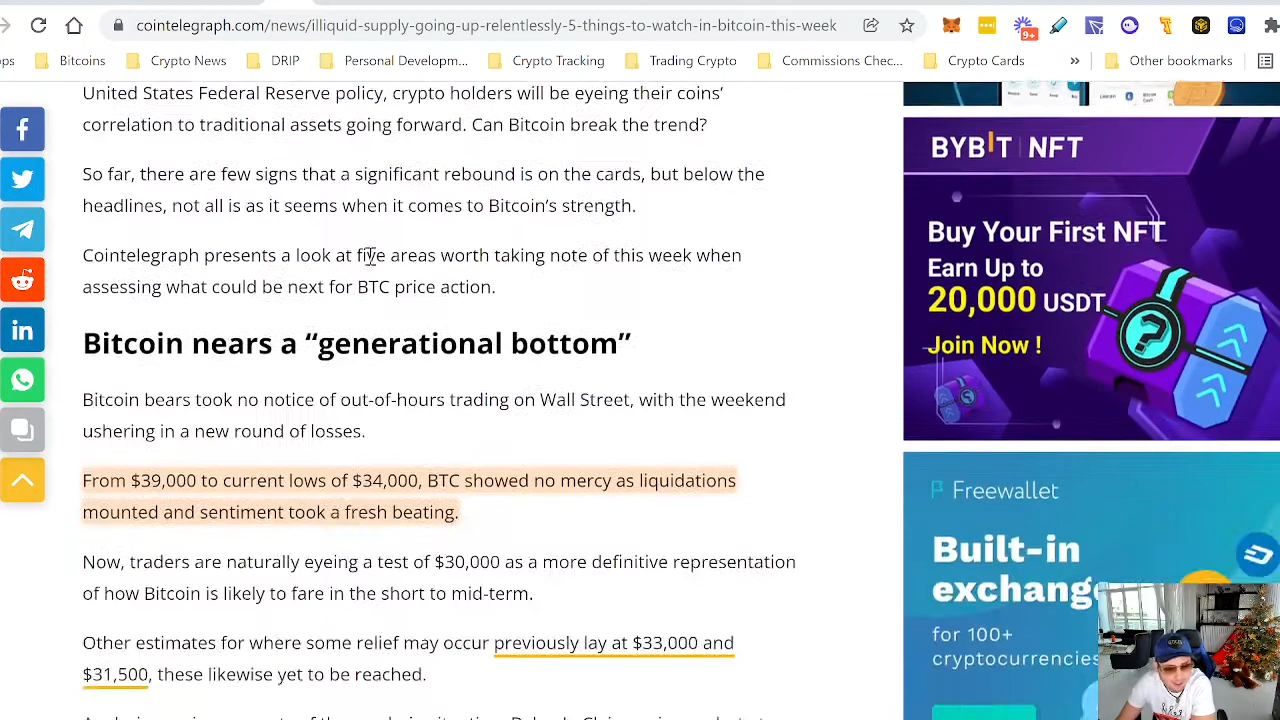 cointelegraph.com/news/illiquid-supply-going-up-relentlessly-5-things-to-watch-in-bitcoin-this-week
9+
Bitcoins
Crypto News
DRIP
Personal Developm...
Crypto Tracking
Trading Crypto
Commissions Chec...
Crypto Cards
»
Other bookmarks
United States Federal Reserve
crypto holders will be eyeing their coins’
correlation to traditional assets going forward. Can Bitcoin break the trend?
So far, there are few signs that a significant rebound is on the cards, but below the
headlines, not all is as it seems when it comes to Bitcoin’s strength.
Cointelegraph presents a look at five areas worth taking note of this week when
assessing what could be next for BTC price action.
Bitcoin nears a “generational bottom”
Bitcoin bears took no notice of out-of-hours trading on Wall Street, with the weekend
ushering in a new round of losses.
From $39,000 to current lows of $34,000, BTC showed no mercy as liquidations
mounted and sentiment took a fresh beating.
Now, traders are naturally eyeing a test of $30,000 as a more definitive representation
of how Bitcoin is likely to fare in the short to mid-term.
Other estimates for where some relief may occur previously lay at $33,000 and
$31,500, these likewise yet to be reached.
BYBIT | NFT
Buy Your First NFT
Earn Up to
20,000 USDT
Join Now !
Freewallet
Built-in
exchange
for 100+
cryptocurrencies